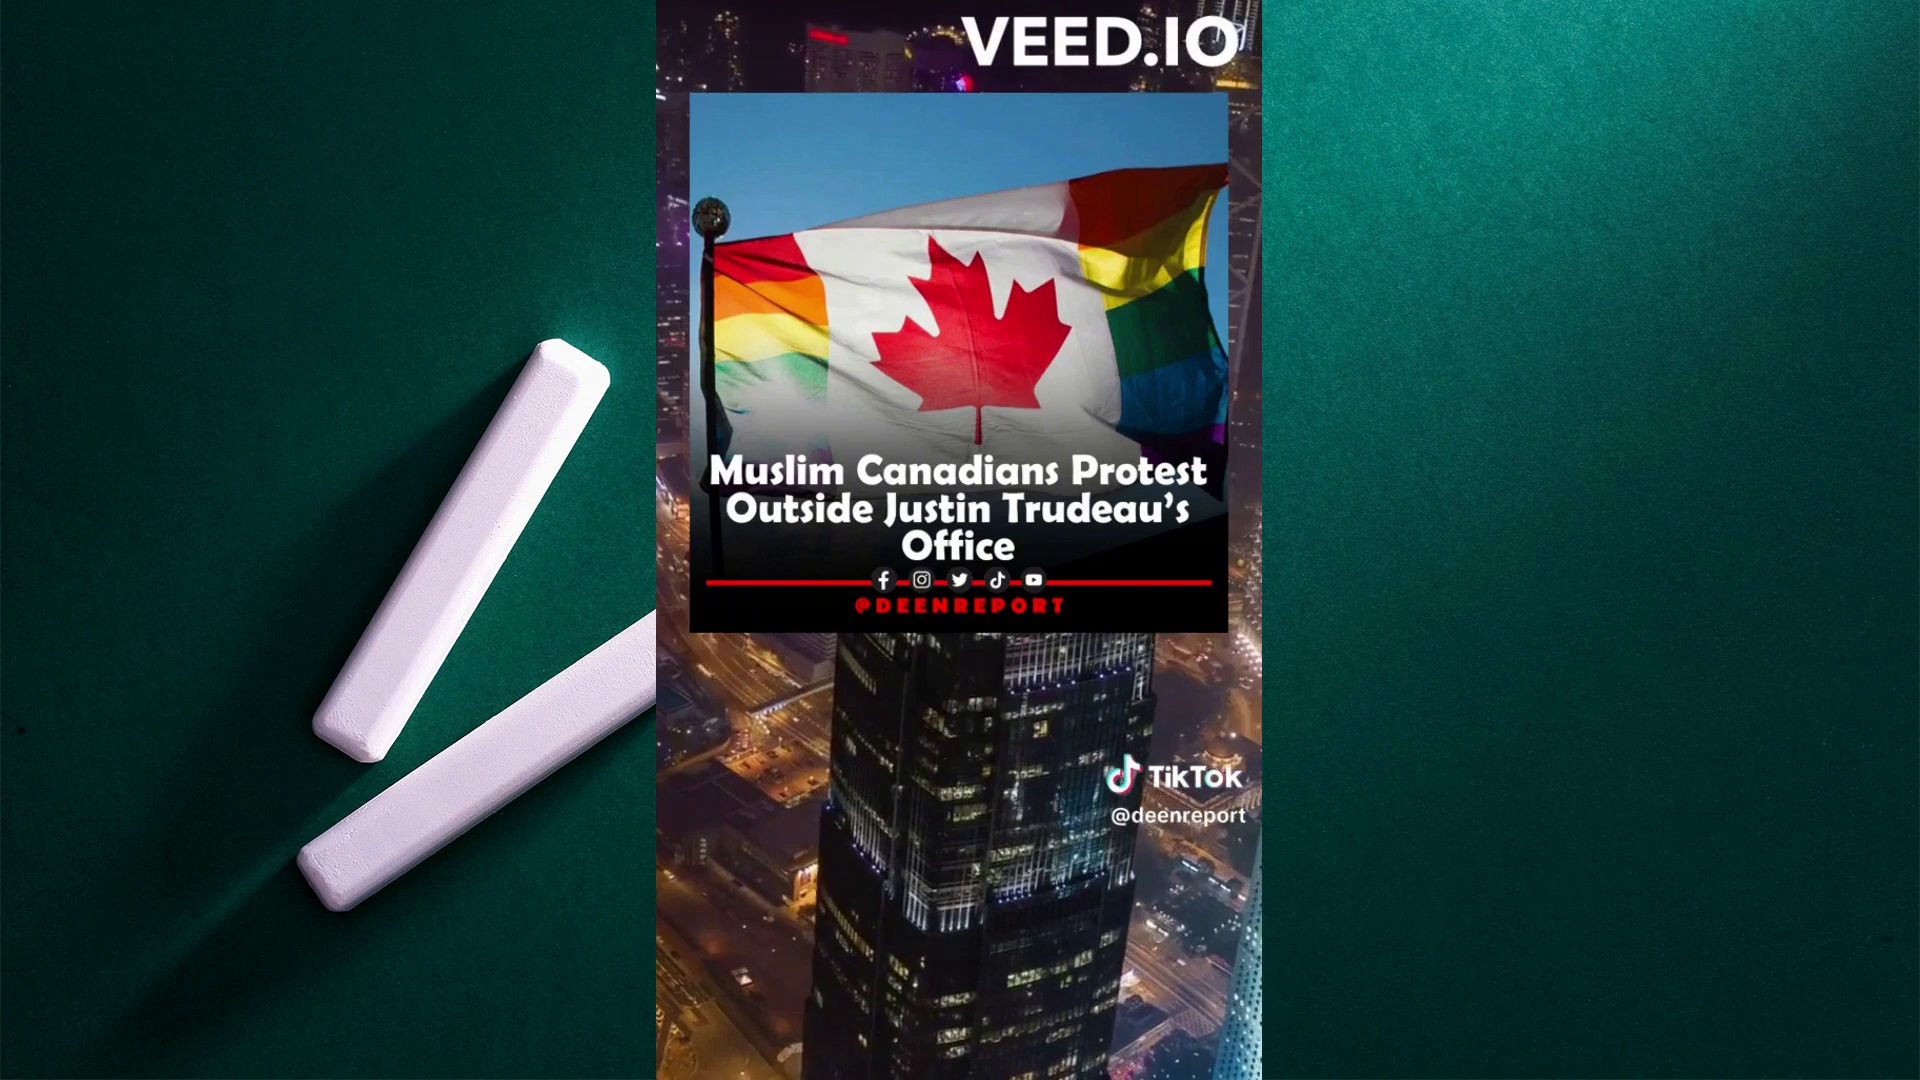 VEED.IO
Muslim Canadians Protest
Outside Justin Trudeau's
Office
@DEENREPORT
TikTok
@deenreport